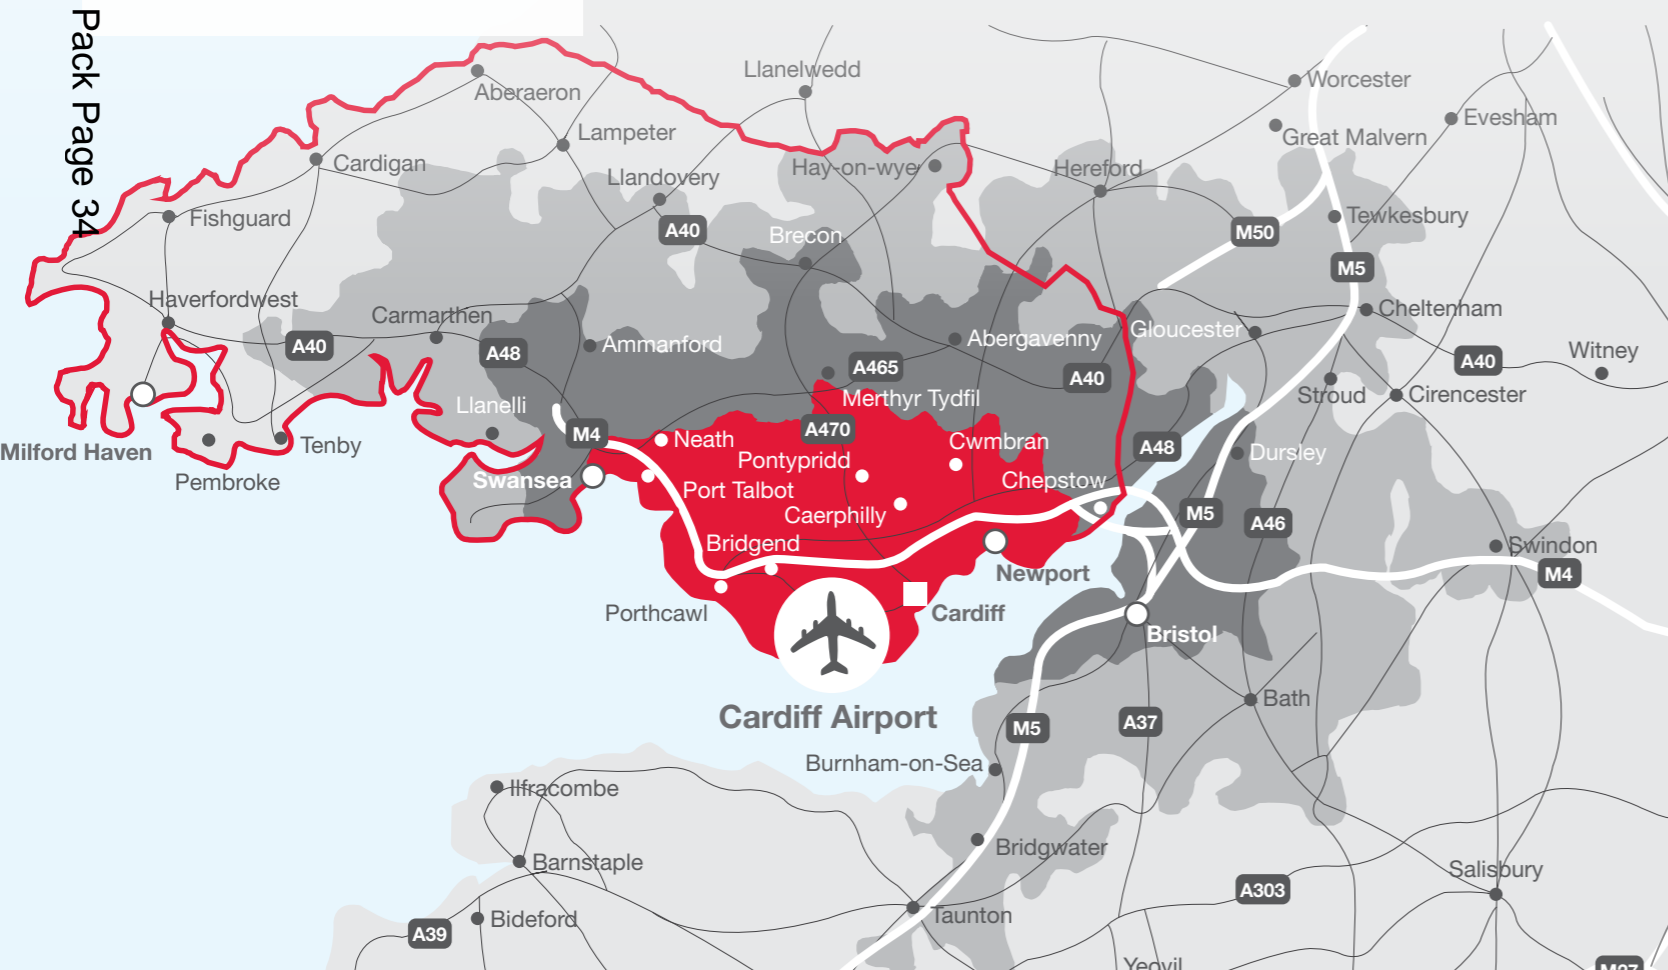 Pack Page 34
Llanelwedd
Worcester
Aberaeron
Evesham
Lampeter
Great Malvern
Cardigan
Hay-on-wye
Hereford
Llandovery
Fishguard
Tewkesbury
A40
M50
Brecon
M5
Haverfordwest
Cheltenham
Carmarthen
Gloucester
Abergavenny
A40
A48
Ammanford
Witney
A465
A40
A40
Merthyr Tydfil
Stroud
Cirencester
Llanelli
A470
M4
Neath
Cwmbran
A48
Tenby
Milford Haven
Dursley
Pontypridd
Pembroke
Swansea
Chepstow
Port Talbot
Caerphilly
M5
A46
Bridgend
Swindon
Newport
M4
Porthcawl
Cardiff
Bristol
Bath
Cardiff Airport
M5
A37
Burnham-on-Sea
Ilfracombe
Bridgwater
Barnstaple
Salisbury
A303
Taunton
Bideford
A39
Yeovil
M27